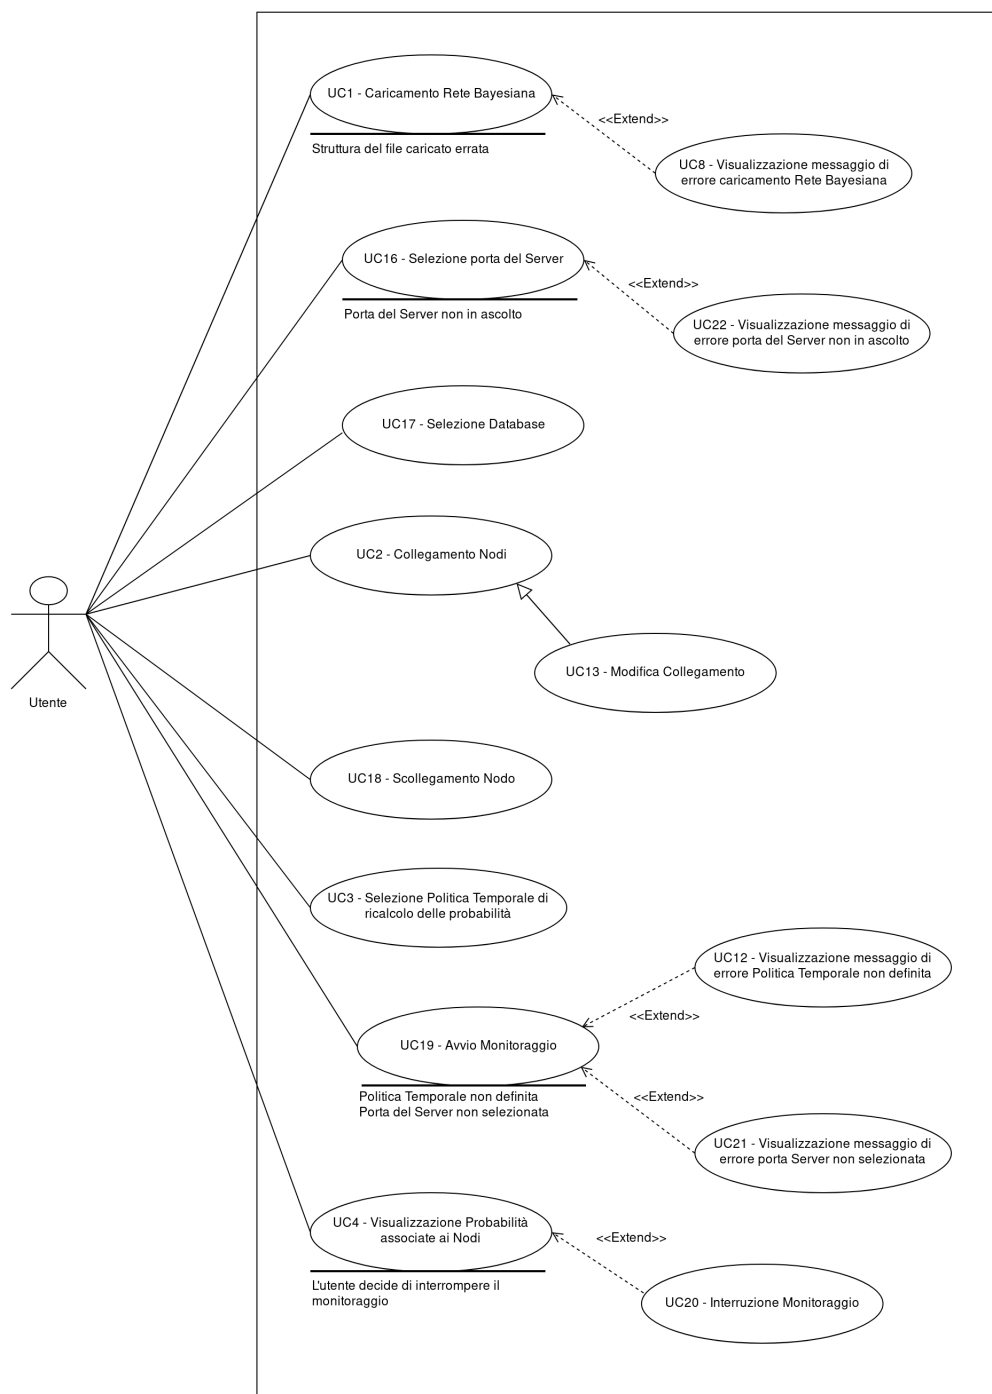 UC1 - Caricamento Rete Bayesiana
<<Extend>>
Struttura del file caricato errata
UC8 - Visualizzazione messaggio di
errore caricamento Rete Bayesiana
UC16 - Selezione porta del Server
<<Extend>>
Porta del Server non in ascolto
UC22 - Visualizzazione messaggio di
errore porta del Server non in ascolto
UC17 - Selezione Database
UC2 - Collegamento Nodi
UC13 - Modifica Collegamento
Utente
UC18 - Scollegamento Nodo
UC3 - Selezione Politica Temporale di
ricalcolo delle probabilità
UC12 - Visualizzazione messaggio di
errore Politica Temporale non definita
<<Extend>>
UC19 - Avvio Monitoraggio
Politica Temporale non definita
Porta del Server non selezionata
<<Extend>>
UC21 - Visualizzazione messaggio di
errore porta Server non selezionata
UC4 - Visualizzazione Probabilità
associate ai Nodi
<<Extend>>
L'utente decide di interrompere il
monitoraggio
UC20 - Interruzione Monitoraggio